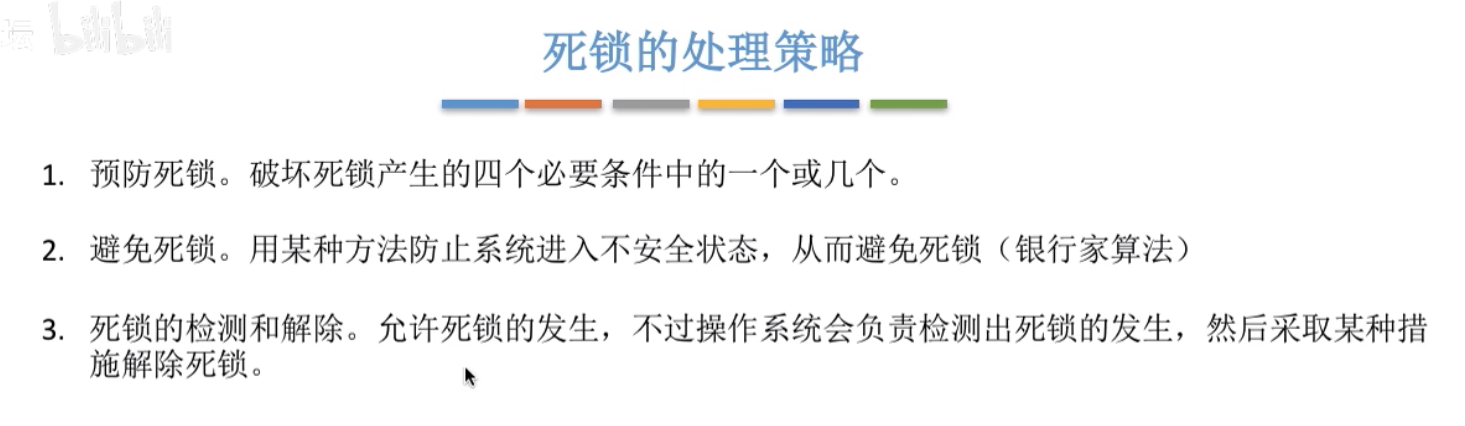 坛 bilibili
死锁的处理策略
1. 预防死锁。破坏死锁产生的四个必要条件中的一个或几个。
2. 避免死锁。用某种方法防止系统进入不安全状态，从而避免死锁（银行家算法）
3. 死锁的检测和解除。允许死锁的发生，不过操作系统会负责检测出死锁的发生，然后采取某种措
施解除死锁。